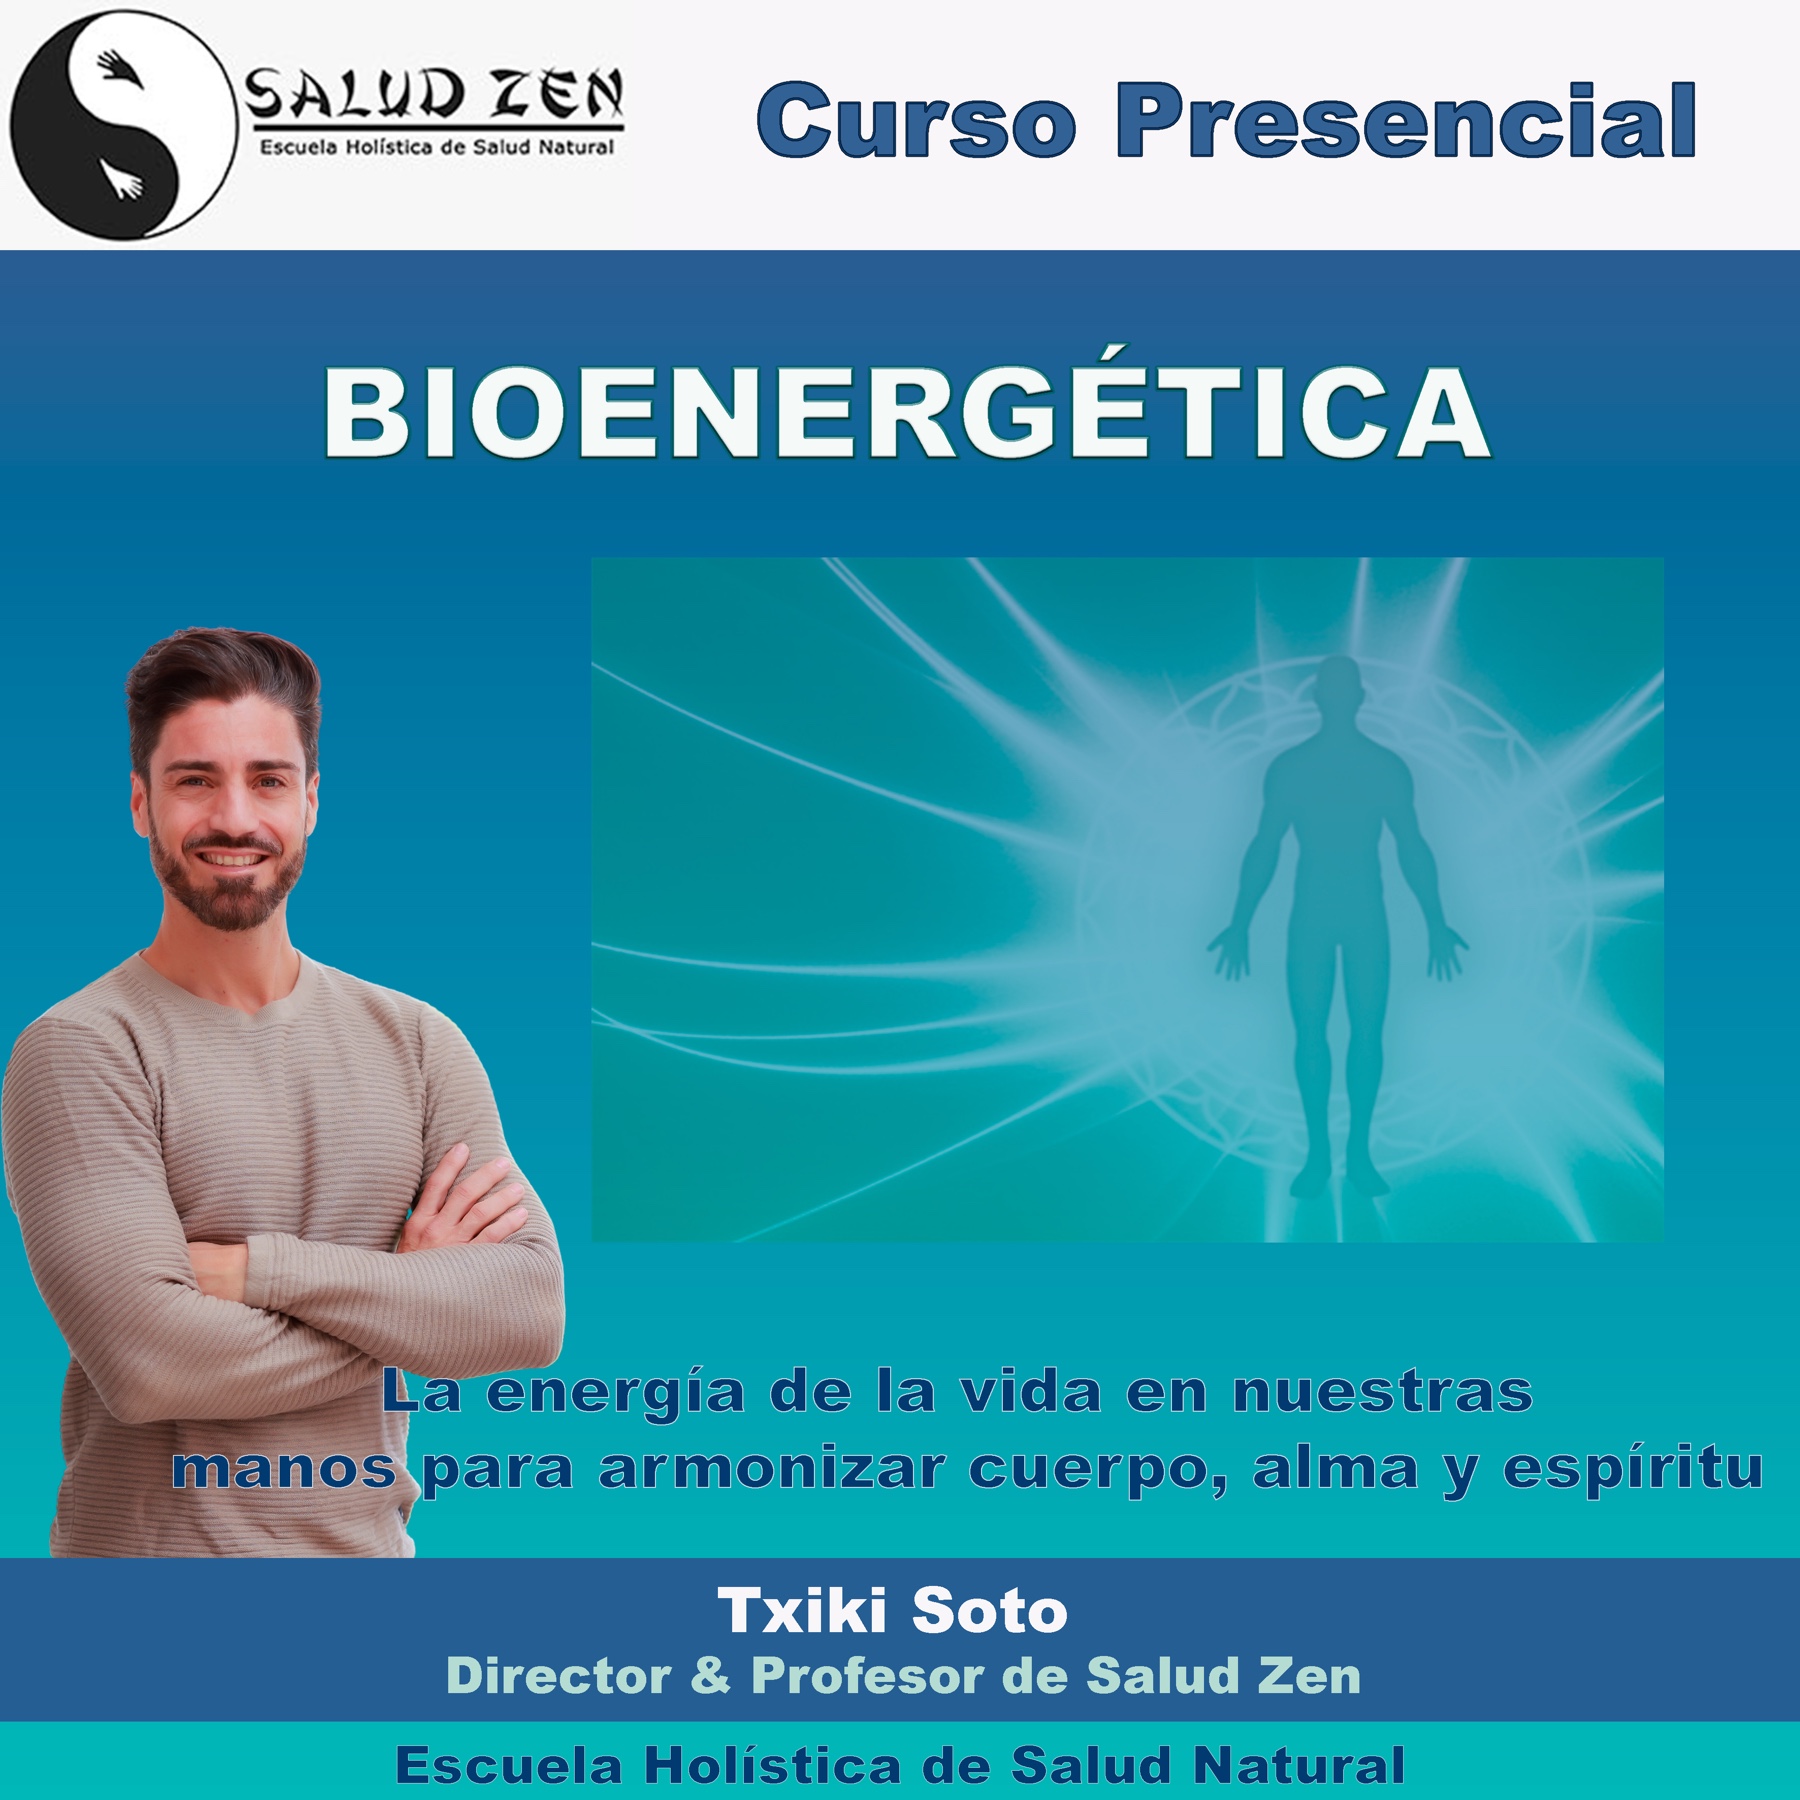 SALUD ZEN
Escuela Holística de Salud Natural
Curso Presencial
BIOENERGÉTICA
La energía de la vida en nuestras
manos para armonizar cuerpo, alma y espíritu
Txiki Soto
Director & Profesor de Salud Zen
Escuela Holística de Salud Natural